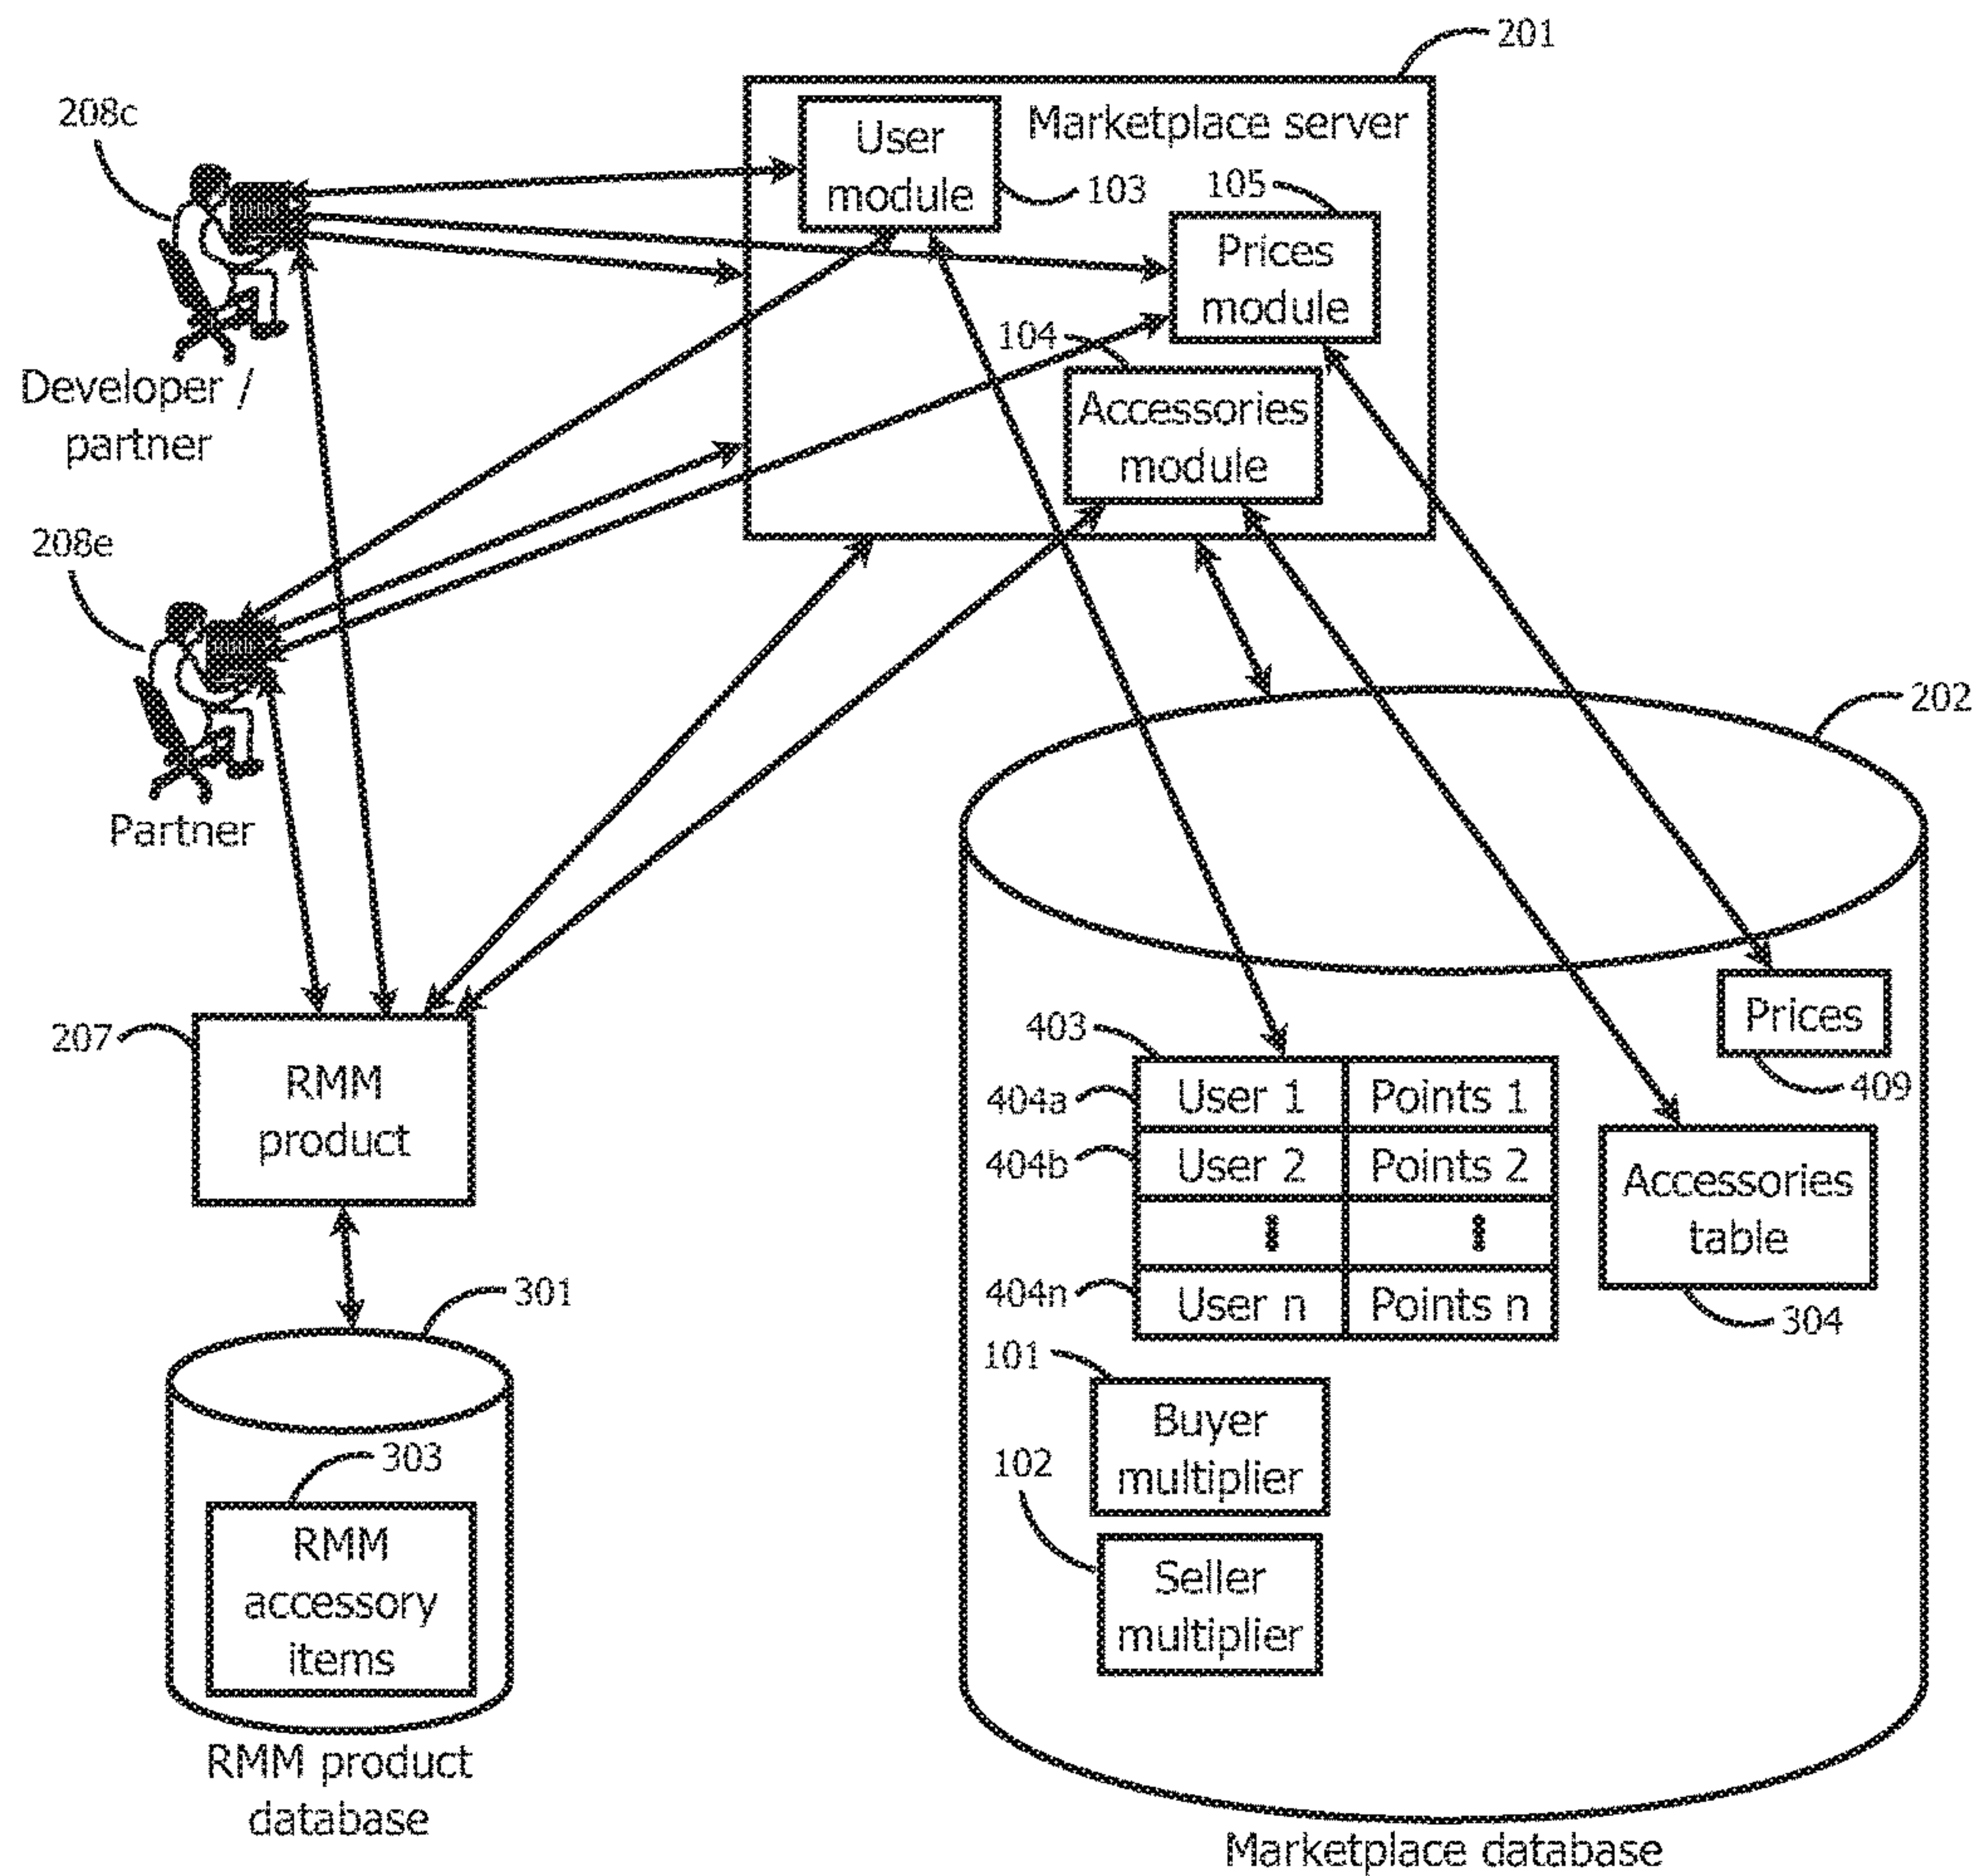 201
208c
User
module
Marketplace server
103
105
Prices
module
104
Accessories
module
Developer /
partner
208e
Partner
202
207
RMM
product
Prices
409
403
404a
User 1
Points 1
404b
User 2
Points 2
404n
User n
Points n
Accessories
table
304
301
303
RMM
accessory
items
RMM product
database
101
Buyer
multiplier
102
Seller
multiplier
Marketplace database